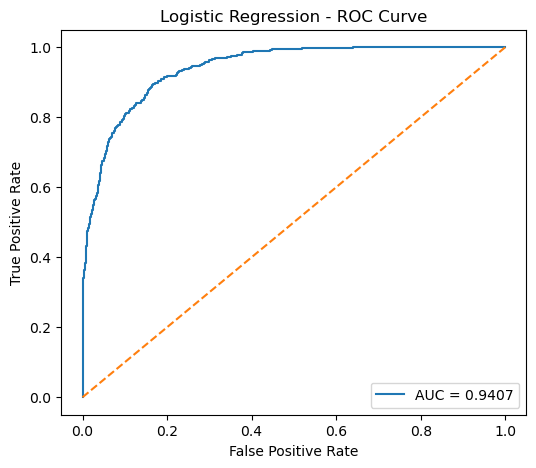 Logistic Regression - ROC Curve
True Positive Rate
1.0
0.8
0.6
0.4
0.2
0.0
AUC = 0.9407
0.0 0.2 0.4 0.6 0.8 1.0
False Positive Rate